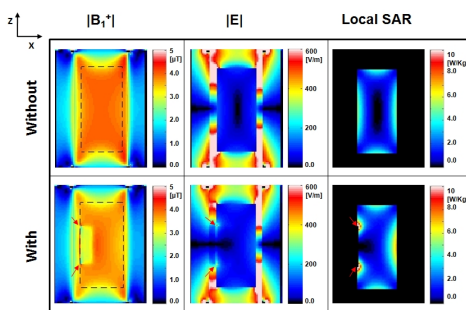 Z
X
|B₁⁺|
|E|
Local SAR
Without
5
[µT]
4.0
3.0
2.0
1.0
0.0
600
[V/m]
400
200
0
10
[W/Kg]
8.0
6.0
4.0
2.0
0.0
With
5
[µT]
4.0
3.0
2.0
1.0
0.0
600
[V/m]
400
200
0
10
[W/Kg]
8.0
6.0
4.0
2.0
0.0